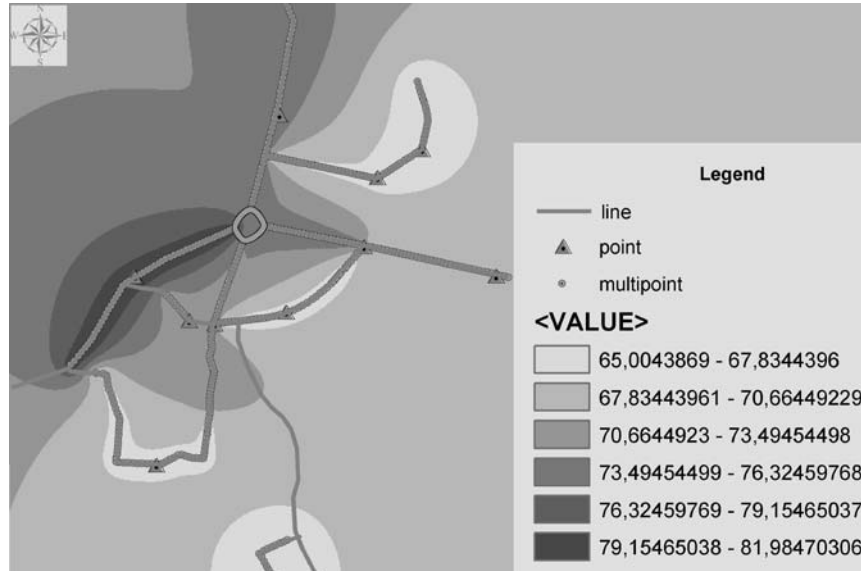 N
W
E
S
Legend
line
point
multipoint
<VALUE>
65,0043869 - 67,8344396
67,83443961 - 70,66449229
70,6644923 - 73,49454498
73,49454499 - 76,32459768
76,32459769 - 79,15465037
79,15465038 - 81,98470306